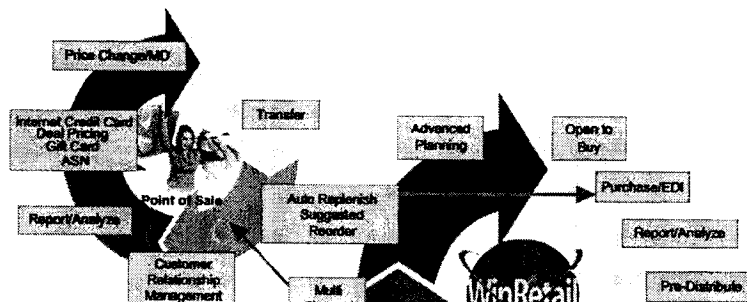 Price Change/MD
Internet Credit Card
Deal Pricing
Gift Card
ASN
Transfer
Point of Sale
Report/Analyze
Customer
Relationship
Management
Auto Replenish
Suggested
Reorder
Multi
Advanced
Planning
Open to
Buy
Purchase/EDI
Report/Analyze
WinRetail
Pre-Distribute